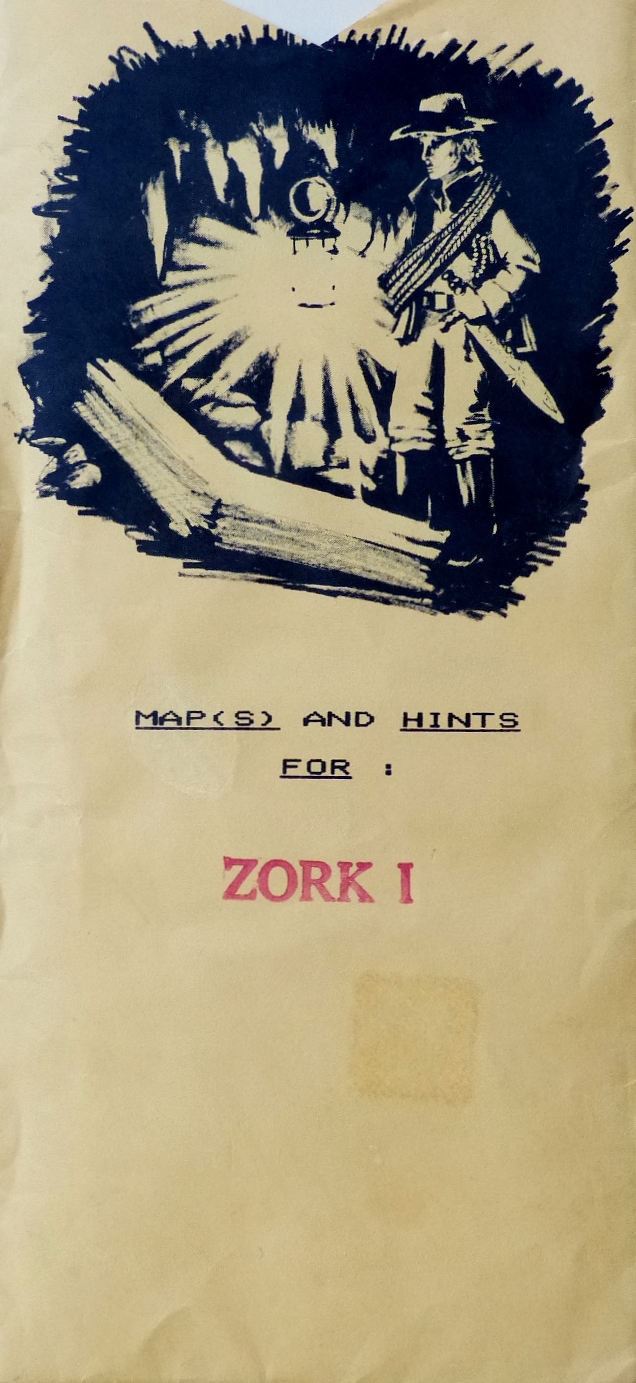 MAP(S) AND HINTS
FOR :
ZORK I